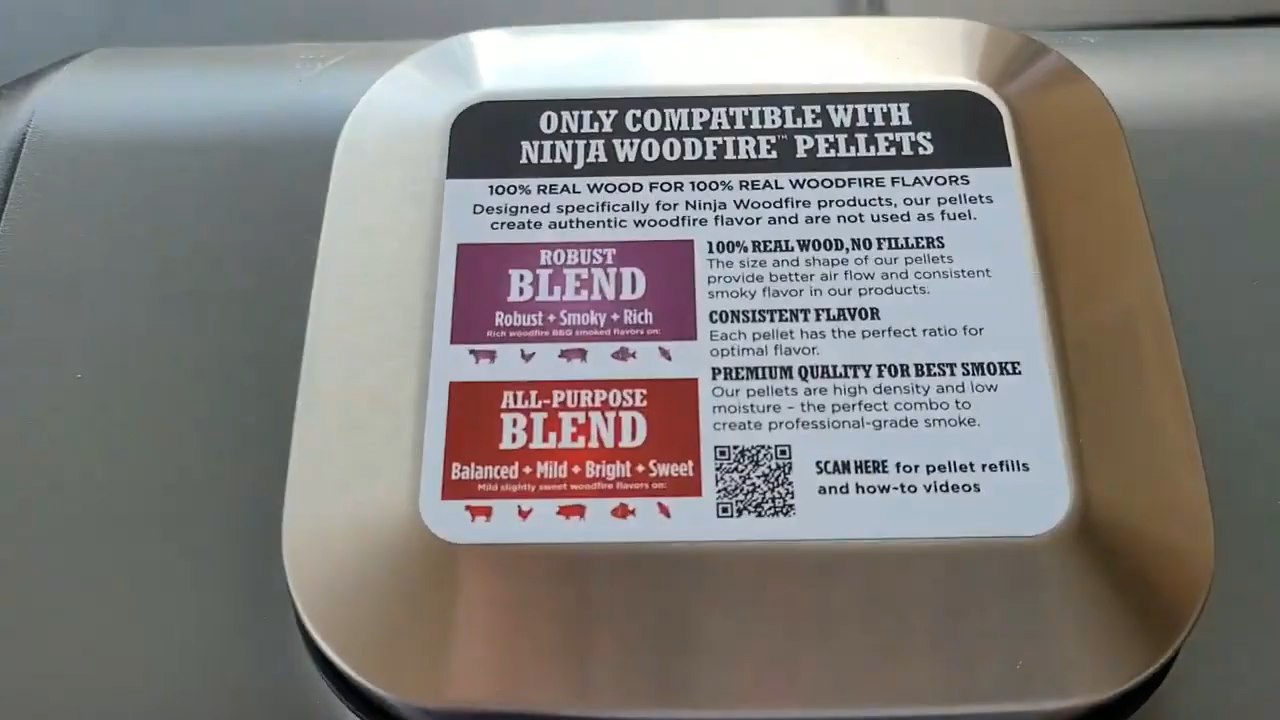 ONLY COMPATIBLE WITH
NINJA WOODFIRE™ PELLETS
100% REAL WOOD FOR 100% REAL WOODFIRE FLAVORS
Designed specifically for Ninja Woodfire products, our pellets
create authentic woodfire flavor and are not used as fuel.
ROBUST
BLEND
Robust + Smoky + Rich
Rich woodfire BBQ smoked flavors on:
ALL-PURPOSE
BLEND
Balanced + Mild + Bright + Sweet
Mild slightly sweet woodfire flavors on:
100% REAL WOOD, NO FILLERS
The size and shape of our pellets
provide better air flow and consistent
smoky flavor in our products.
CONSISTENT FLAVOR
Each pellet has the perfect ratio for
optimal flavor.
PREMIUM QUALITY FOR BEST SMOKE
Our pellets are high density and low
moisture – the perfect combo to
create professional-grade smoke.
SCAN HERE for pellet refills
and how-to videos